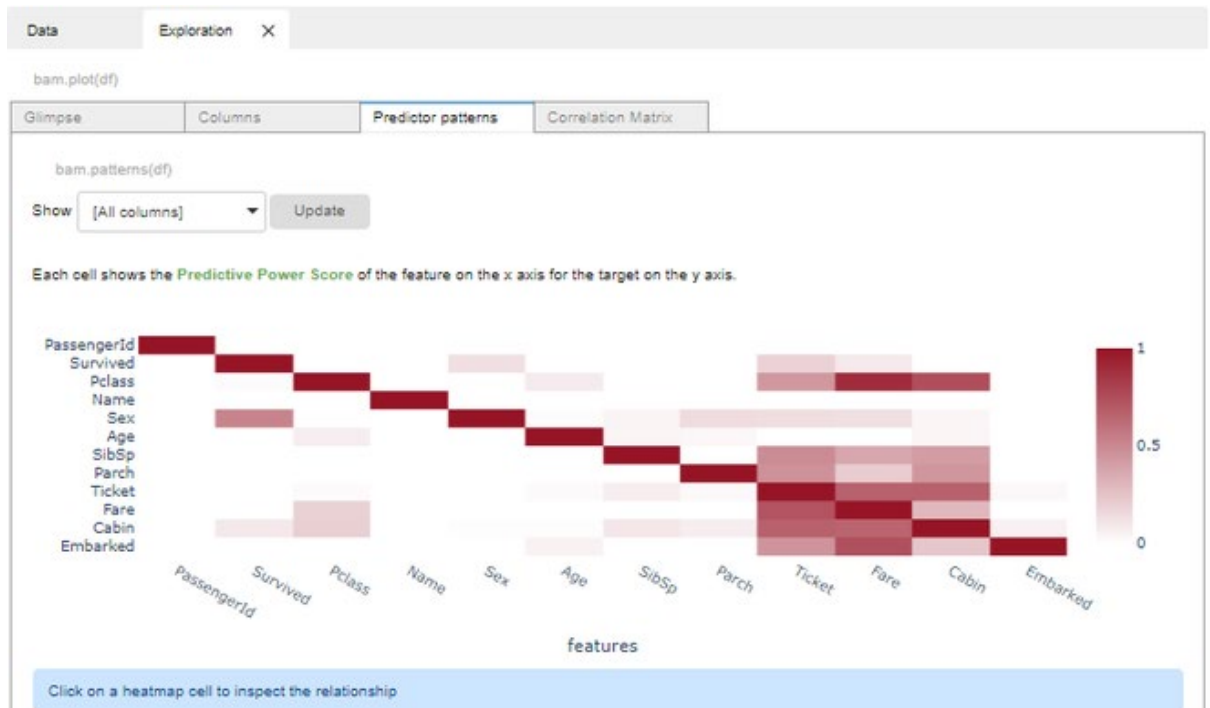 Data Exploration ×
bam.plot(df)
Glimpse Columns Predictor patterns Correlation Matrix
bam.patterns(df)
Show [All columns] Update
Each cell shows the Predictive Power Score of the feature on the x axis for the target on the y axis.
PassengerId
Survived
Pclass
Name
Sex
Age
SibSp
Parch
Ticket
Fare
Cabin
Embarked
1
0.5
0
PassengerId Survived Pclass Name Sex Age SibSp Parch Ticket Fare Cabin Embarked
features
Click on a heatmap cell to inspect the relationship